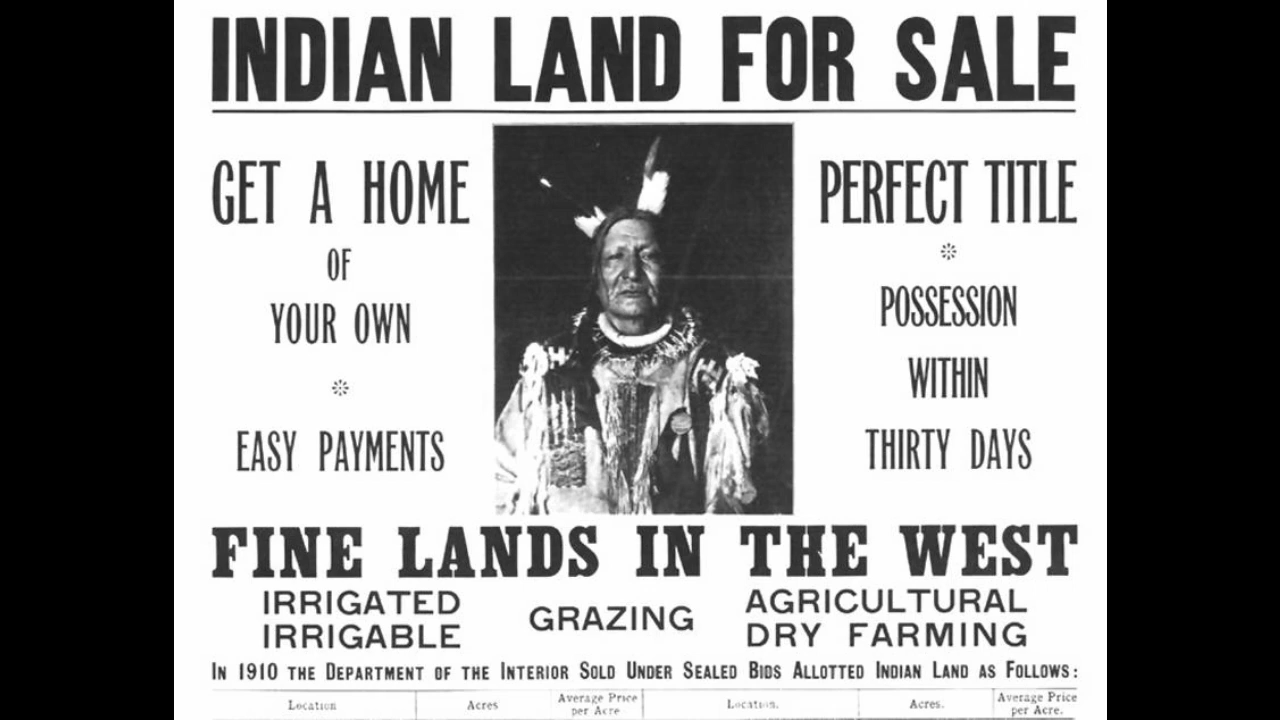 INDIAN LAND FOR SALE
GET A HOME
OF
YOUR OWN
EASY PAYMENTS
PERFECT TITLE
POSSESSION
WITHIN
THIRTY DAYS
FINE LANDS IN THE WEST
IRRIGATED
IRRIGABLE
GRAZING
AGRICULTURAL
DRY FARMING
IN 1910 THE DEPARTMENT OF THE INTERIOR SOLD UNDER SEALED BIDS ALLOTTED INDIAN LAND AS FOLLOWS:
Location
Acres
Average Price
per Acre
Location.
Acres.
Average Price
per Acre.